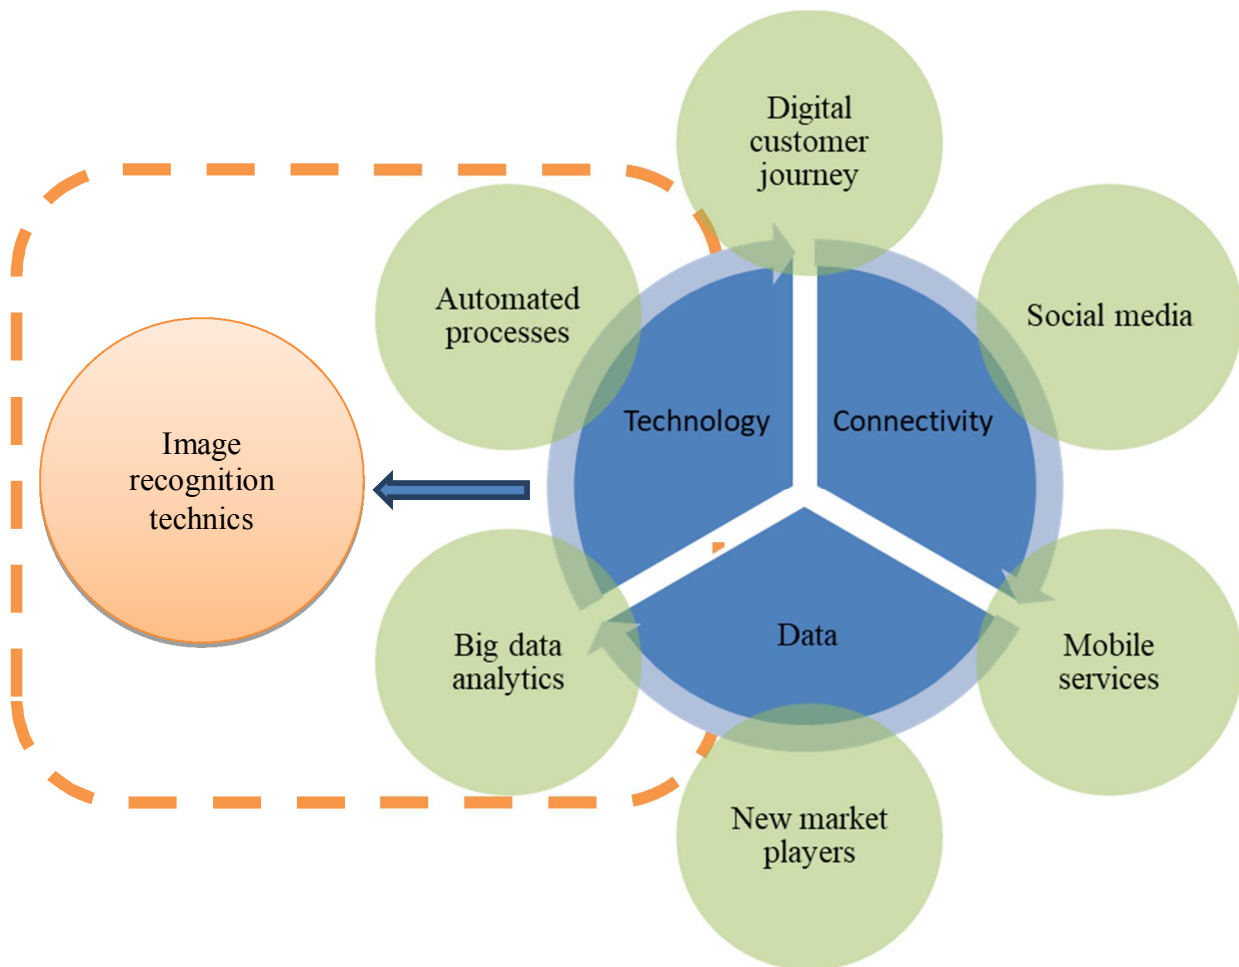 Digital
customer
journey
Automated
processes
Social media
Technology
Connectivity
Image
recognition
technics
Big data
analytics
Data
Mobile
services
New market
players